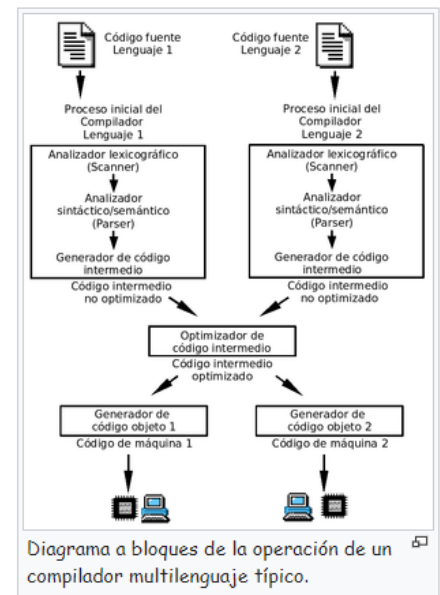 Código fuente
Lenguaje 1
Código fuente
Lenguaje 2
Proceso inicial del
Compilador
Lenguaje 1
Proceso inicial del
Compilador
Lenguaje 2
Analizador lexicográfico
(Scanner)
Analizador
sintáctico/semántico
(Parser)
Generador de código
intermedio
Código intermedio
no optimizado
Analizador lexicográfico
(Scanner)
Analizador
sintáctico/semántico
(Parser)
Generador de código
intermedio
Código intermedio
no optimizado
Optimizador de
código intermedio
Código intermedio
optimizado
Generador de
código objeto 1
Código de máquina 1
Generador de
código objeto 2
Código de máquina 2
Diagrama a bloques de la operación de un
compilador multilenguaje típico.